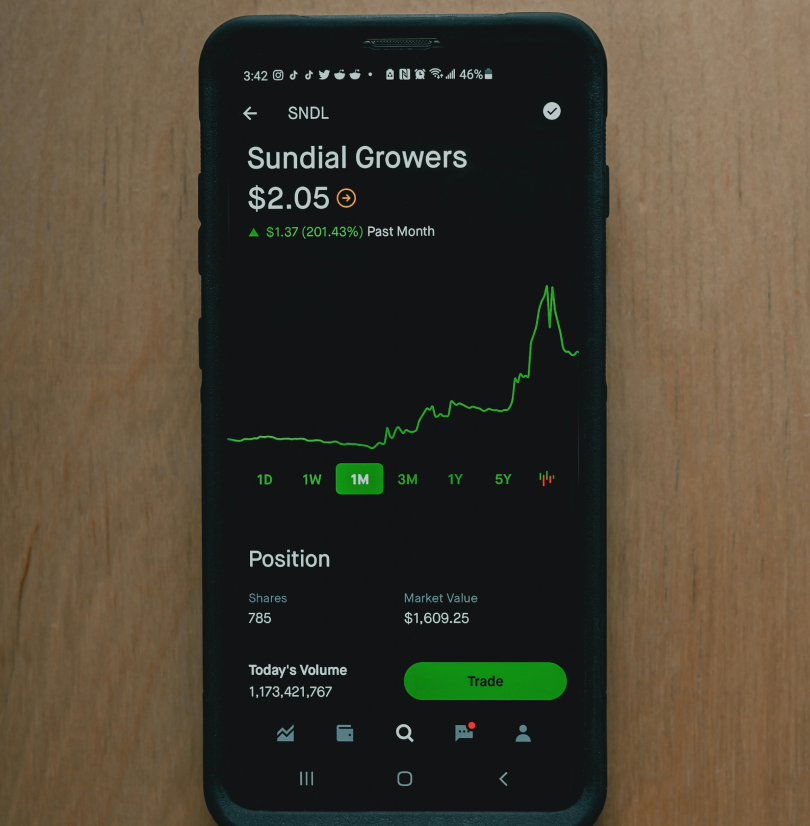 3:42 46%
SNDL
Sundial Growers
$2.05
$1.37 (201.43%) Past Month
1D 1W 1M 3M 1Y 5Y
Position
Shares Market Value
785 $1,609.25
Today's Volume
1,173,421,767
Trade